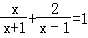 x/(x+1) + 2/(x−1) = 1